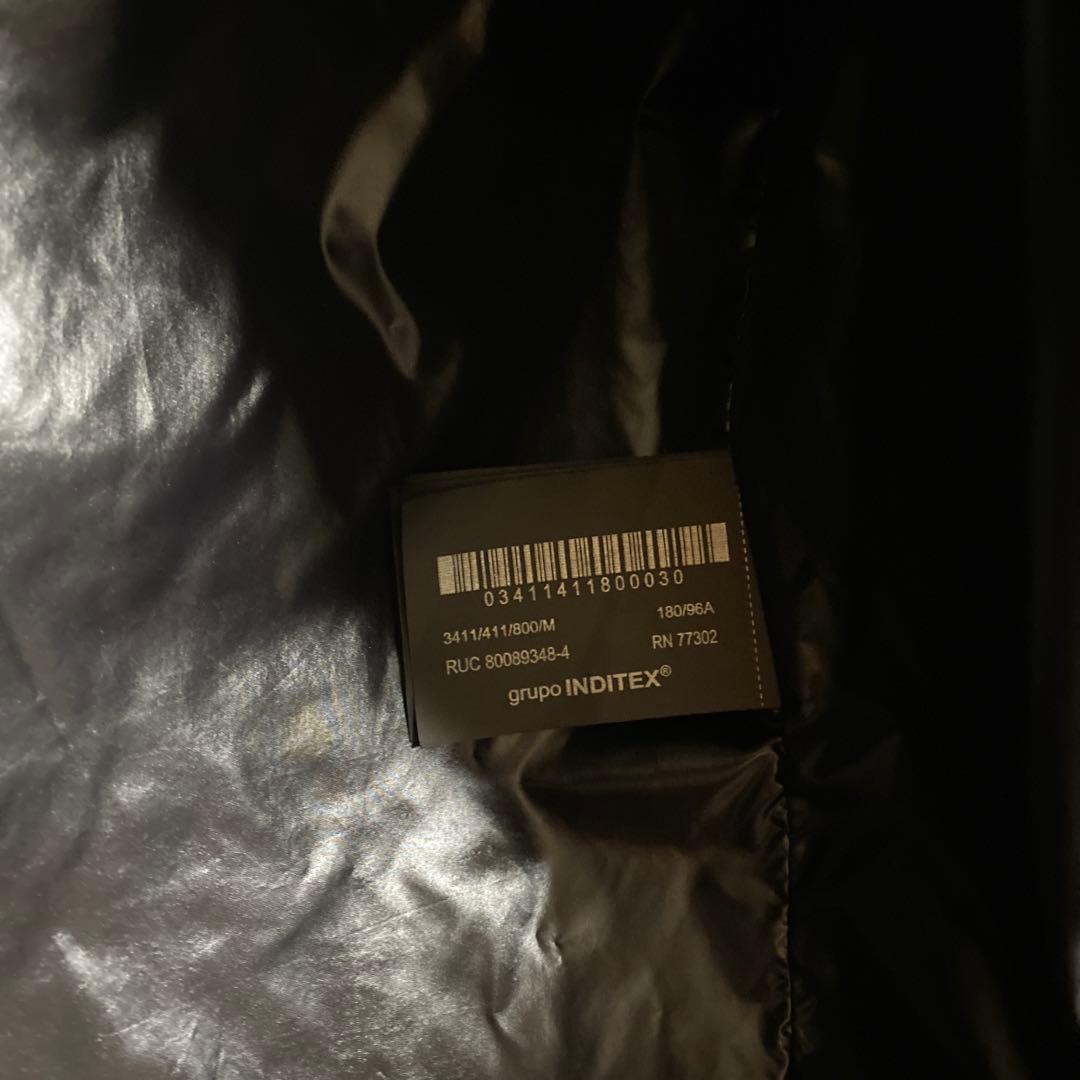 03411411800030
3411/411/800/M 180/96A
RUC 80089348-4 RN 77302
grupo INDITEX®